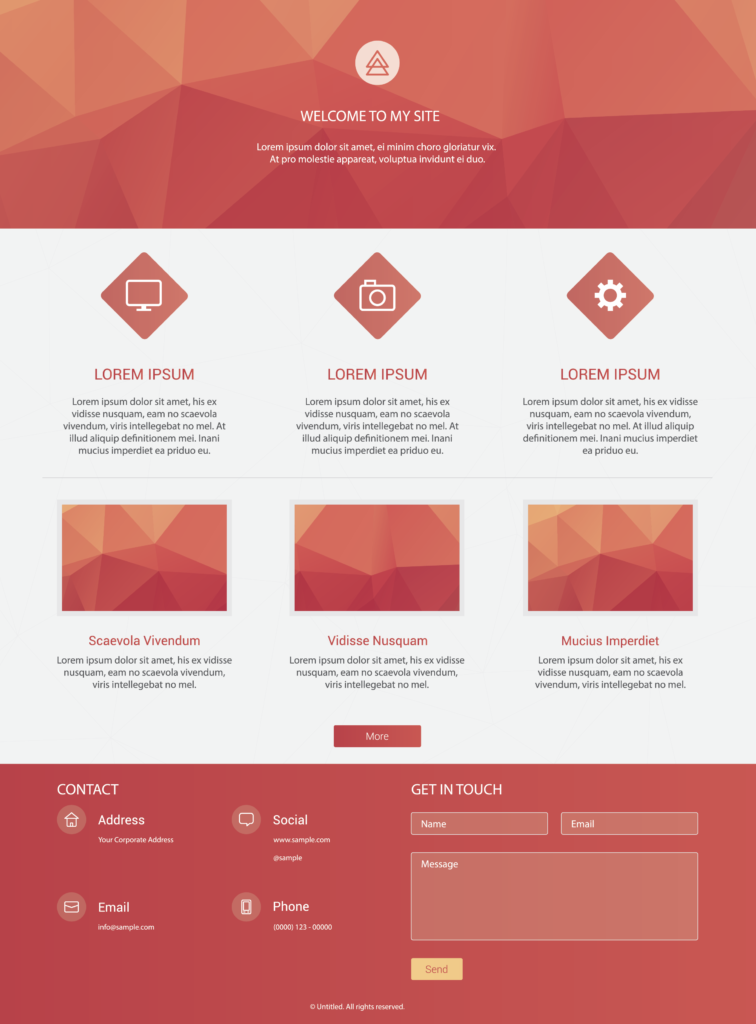 WELCOME TO MY SITE
Lorem ipsum dolor sit amet, ei minim choro gloriatur vix.
At pro molestie appareat, voluptua invidunt ei duo.
LOREM IPSUM
Lorem ipsum dolor sit amet, his ex
vidisse nusquam, eam no scaevola
vivendum, viris intellegebat no mel. At
illud aliquip definitionem mei. Inani
mucius imperdiet ea priduo eu.
LOREM IPSUM
Lorem ipsum dolor sit amet, his ex
vidisse nusquam, eam no scaevola
vivendum, viris intellegebat no mel. At
illud aliquip definitionem mei. Inani
mucius imperdiet ea priduo eu.
LOREM IPSUM
Lorem ipsum dolor sit amet, his ex
vidisse nusquam, eam no scaevola
vivendum, viris intellegebat no mel.
At illud aliquip
definitionem mei. Inani mucius imperdiet
ea priduo eu.
Scaevola Vivendum
Lorem ipsum dolor sit amet, his ex vidisse
nusquam, eam no scaevola vivendum,
viris intellegebat no mel.
Vidisse Nusquam
Lorem ipsum dolor sit amet, his ex vidisse
nusquam, eam no scaevola vivendum,
viris intellegebat no mel.
Mucius Imperdiet
Lorem ipsum dolor sit amet, his ex
vidisse nusquam, eam no scaevola
vivendum, viris intellegebat no mel.
More
CONTACT
Address
Your Corporate Address
Social
www.sample.com
@sample
Email
info@sample.com
Phone
(0000) 123 - 00000
GET IN TOUCH
Name
Email
Message
Send
© Untitled. All rights reserved.